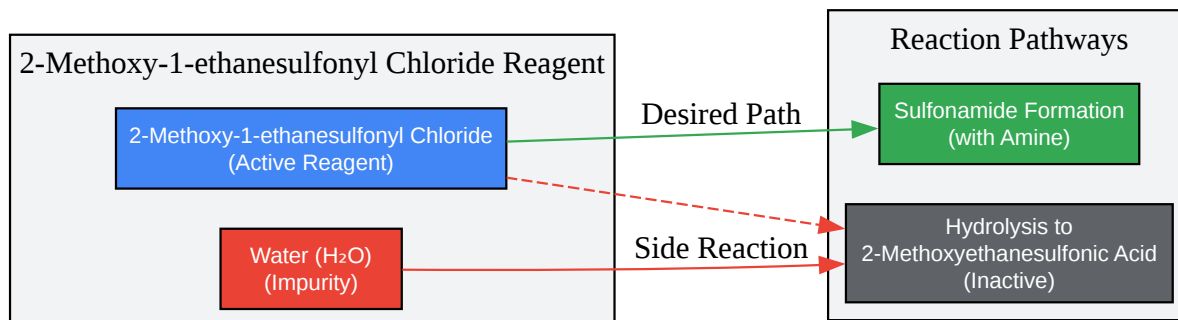 2-Methoxy-1-ethanesulfonyl Chloride Reagent
2-Methoxy-1-ethanesulfonyl Chloride
(Active Reagent)
Water (H₂O)
(Impurity)
Desired Path
Side Reaction
Reaction Pathways
Sulfonamide Formation
(with Amine)
Hydrolysis to
2-Methoxyethanesulfonic Acid
(Inactive)